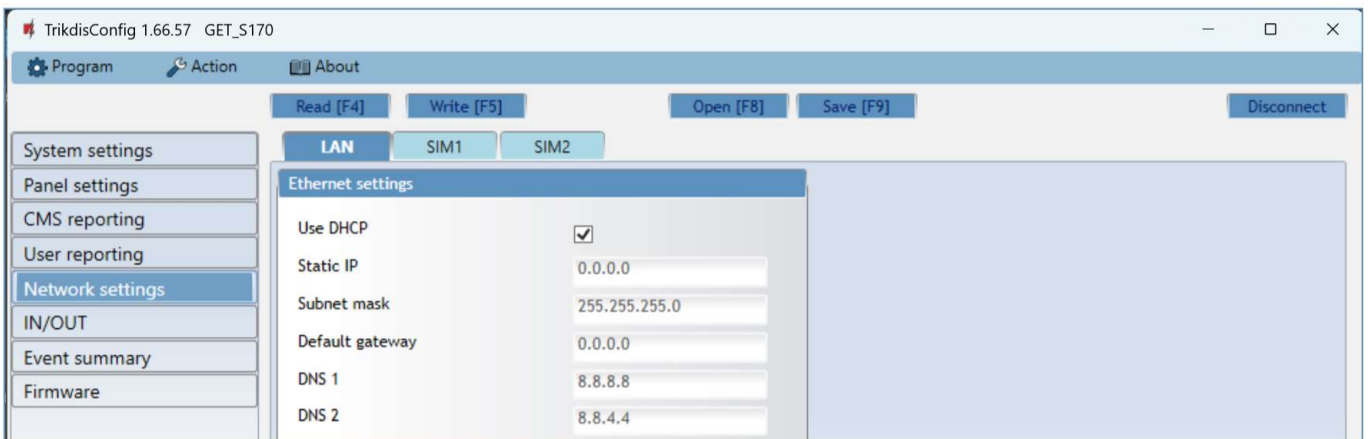 TrikdisConfig 1.66.57 GET_S170
Program Action About
Read [F4] Write [F5] Open [F8] Save [F9] Disconnect
System settings
Panel settings
CMS reporting
User reporting
Network settings
IN/OUT
Event summary
Firmware
LAN SIM1 SIM2
Ethernet settings
Use DHCP
Static IP 0.0.0.0
Subnet mask 255.255.255.0
Default gateway 0.0.0.0
DNS 1 8.8.8.8
DNS 2 8.8.4.4